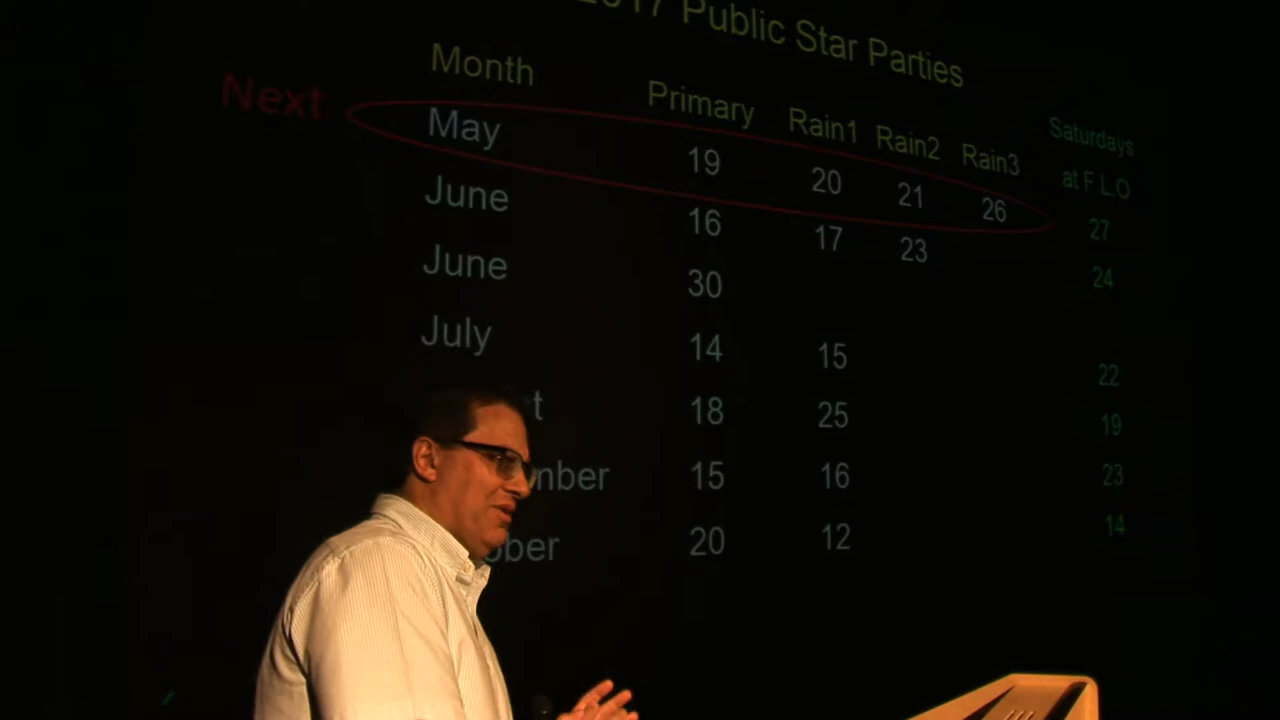 2017 Public Star Parties
Month Primary Rain1 Rain2 Rain3 Saturdays at F.L.O
Next May 19 20 21 26 27
June 16 17 23 24
June 30
July 14 15 22
t 18 25 19
mber 15 16 23
ober 20 12 14